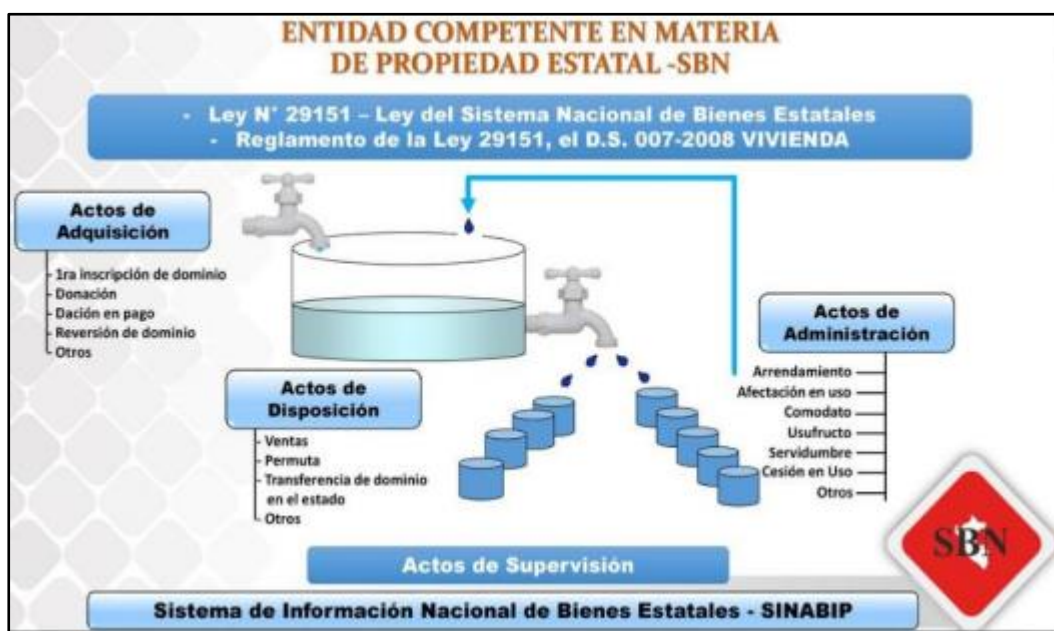 ENTIDAD COMPETENTE EN MATERIA
DE PROPIEDAD ESTATAL -SBN
- Ley N° 29151 – Ley del Sistema Nacional de Bienes Estatales
- Reglamento de la Ley 29151, el D.S. 007-2008 VIVIENDA
Actos de
Adquisición
- 1ra inscripción de dominio
- Donación
- Dación en pago
- Reversión de dominio
- Otros
Actos de
Disposición
- Ventas
- Permuta
- Transferencia de dominio
en el estado
- Otros
Actos de
Administración
Arrendamiento
Afectación en uso
Comodato
Usufructo
Servidumbre
Cesión en Uso
Otros
SBN
Actos de Supervisión
Sistema de Información Nacional de Bienes Estatales - SINABIP